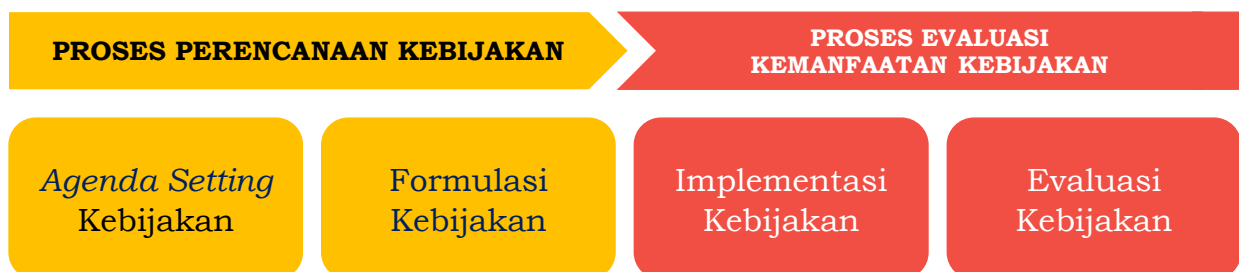 PROSES PERENCANAAN KEBIJAKAN
PROSES EVALUASI
KEMANFAATAN KEBIJAKAN
Agenda Setting
Kebijakan
Formulasi
Kebijakan
Implementasi
Kebijakan
Evaluasi
Kebijakan